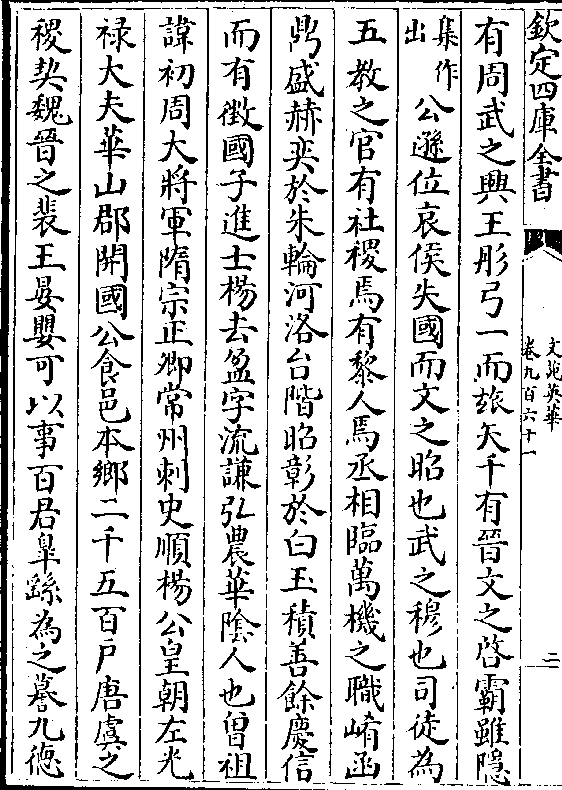 欽定四庫全書
文苑英華
卷九百六十一
二
有周武之興王彤弓一而旅矢千有晉文之啓霸雖隱
集作
出
公遜位哀侯失國而文之昭也武之穆也司徒為
五教之官有社稷焉有黎人焉丞相臨萬機之職崤函
鼎盛赫奕於朱輪河洛台階昭彰於白玉積善餘慶信
而有徵國子進士楊去盈字流謙弘農華陰人也曾祖
諱初周大將軍隋宗正卿常州刺史順楊公皇朝左光
禄大夫華山郡開國公食邑本鄉二千五百戸唐虞之
稷契魏晉之裴王晏嬰可以事百君臯繇為之謩九德